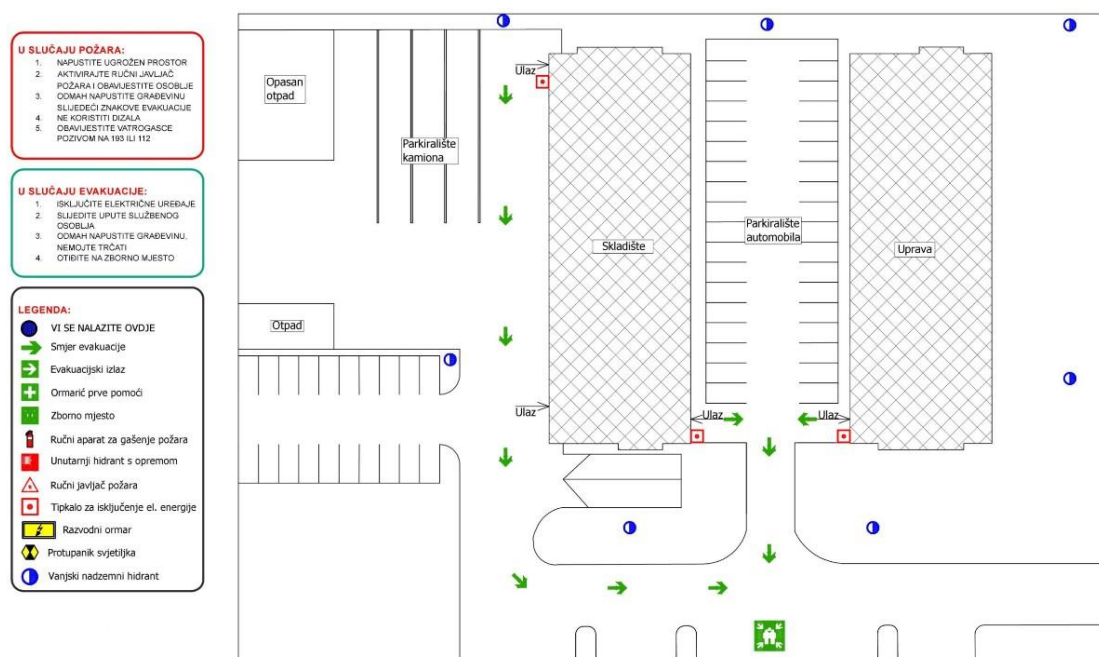 U SLUČAJU POŽARA:
1. NAPUSTITE UGROŽEN PROSTOR
2. AKTIVIRAJTE RUČNI JAVLJAČ
POŽARA I OBAVIJESTITE OSOBLJE
3. ODMAH NAPUSTITE GRAĐEVINU
SLIJEDEĆI ZNAKOVE EVAKUACIJE
4. NE KORISTITI DIZALA
5. OBAVIJESTITE VATROGASCE
POZIVOM NA 193 ILI 112
U SLUČAJU EVAKUACIJE:
1. ISKLJUČITE ELEKTRIČNE UREĐAJE
2. SLIJEDITE UPUTE SLUŽBENOG
OSOBLJA
3. ODMAH NAPUSTITE GRAĐEVINU,
NEMOJTE TRČATI
4. OTIĐITE NA ZBORNO MJESTO
LEGENDA:
VI SE NALAZITE OVDJE
Smjer evakuacije
Evakuacijski izlaz
Ormarić prve pomoći
Zborno mjesto
Ručni aparat za gašenje požara
Unutarnji hidrant s opremom
Ručni javljač požara
Tipkalo za isključenje el. energije
Razvodni ormar
Protupanik svjetiljka
Vanjski nadzemni hidrant
Opasan
otpad
Parkiralište
kamiona
Otpad
Ulaz
Skladište
Ulaz
Parkiralište
automobila
Ulaz
Ulaz
Uprava